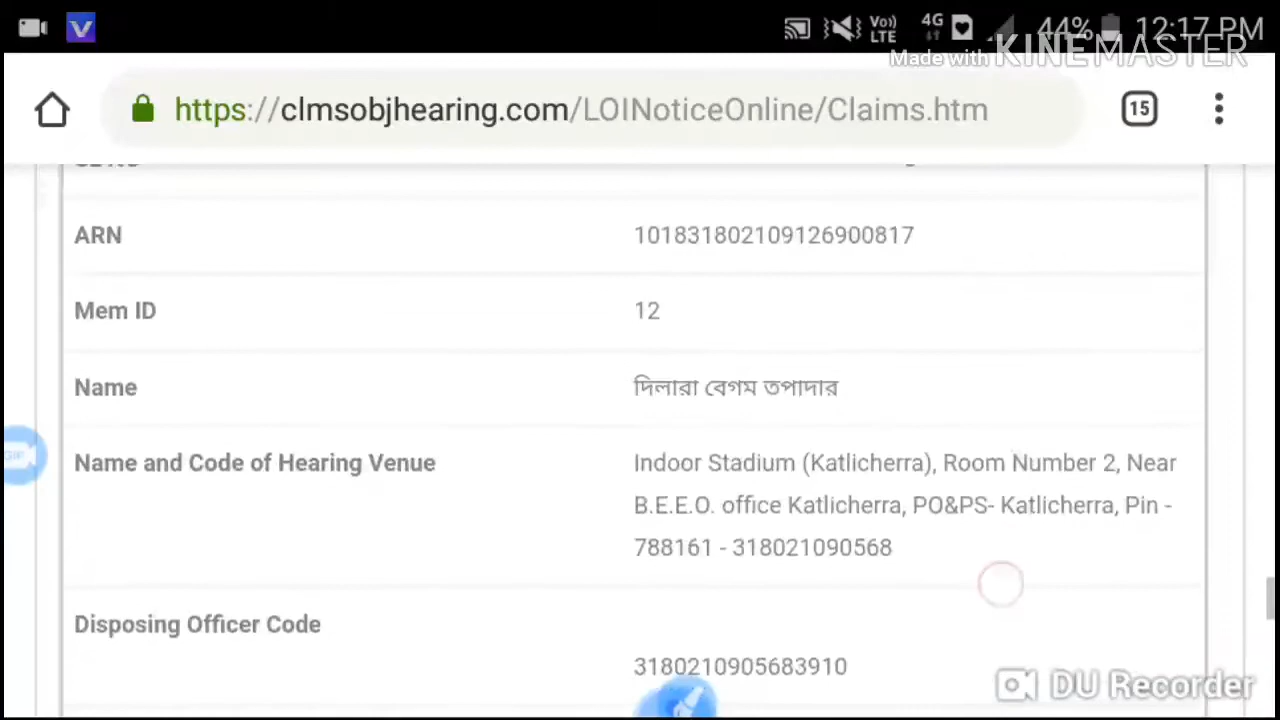 Vo)) LTE 4G 44% 12:17 PM
Made with KINEMASTER
https://clmsobjhearing.com/LOINoticeOnline/Claims.htm 15
ARN 101831802109126900817
Mem ID 12
Name দিলারা বেগম তপাদার
Name and Code of Hearing Venue Indoor Stadium (Katlicherra), Room Number 2, Near
B.E.E.O. office Katlicherra, PO&PS- Katlicherra, Pin -
788161 - 318021090568
Disposing Officer Code
3180210905683910
DU Recorder